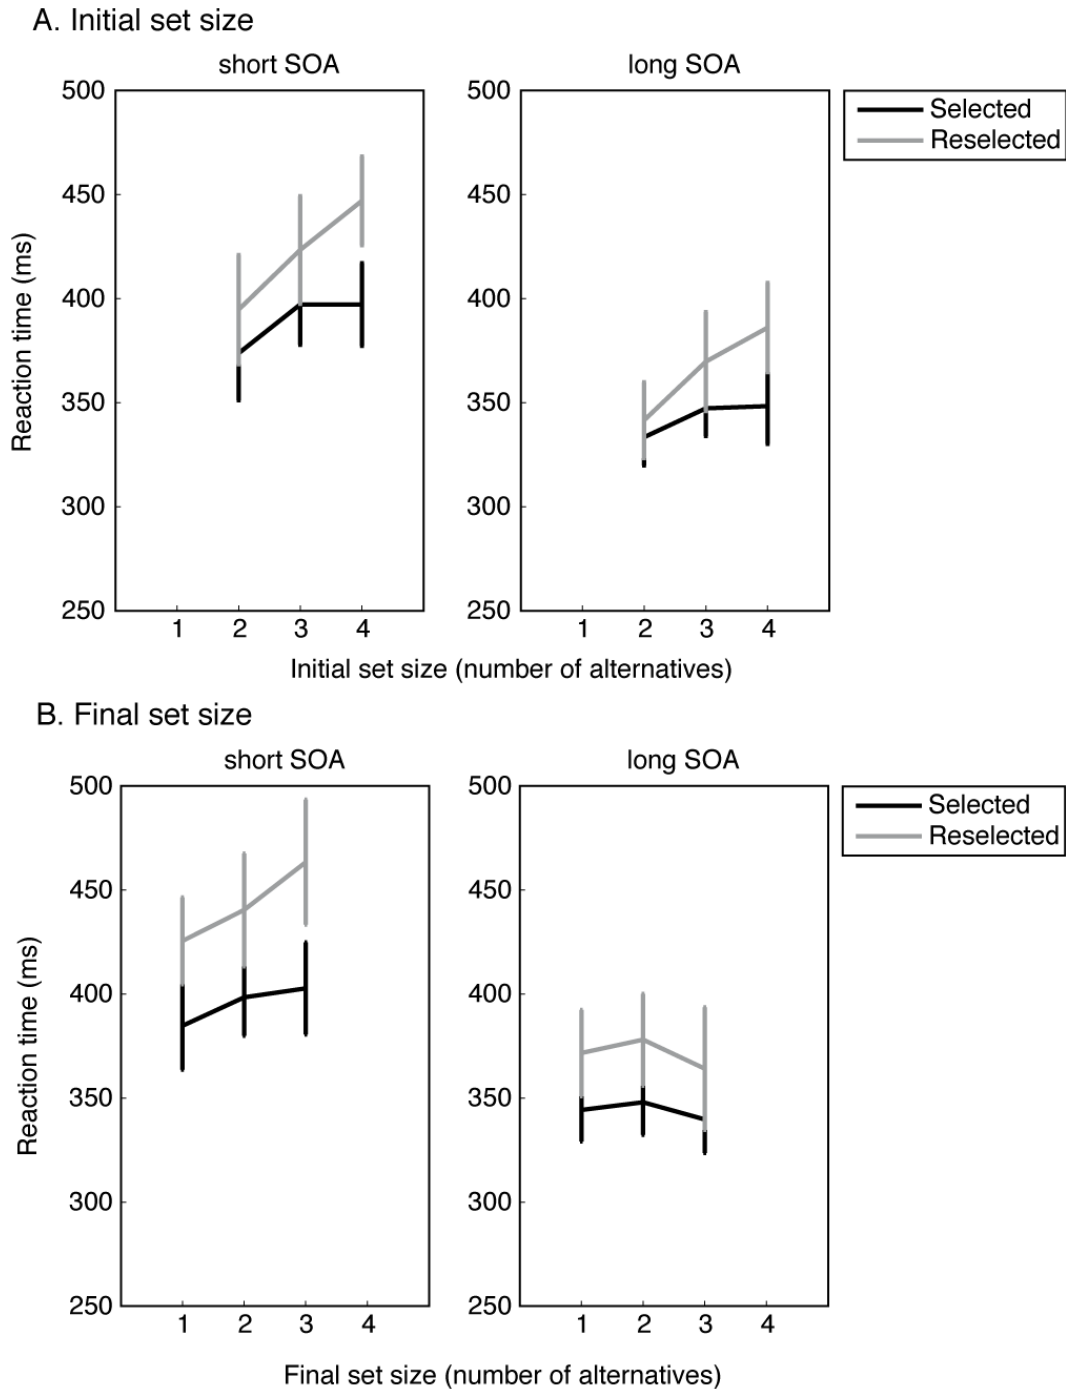 A. Initial set size
short SOA
long SOA
500
450
400
350
300
250
Reaction time (ms)
1 2 3 4
500
450
400
350
300
250
1 2 3 4
Selected
Reselected
Initial set size (number of alternatives)
B. Final set size
short SOA
long SOA
500
450
400
350
300
250
Reaction time (ms)
1 2 3 4
500
450
400
350
300
250
1 2 3 4
Selected
Reselected
Final set size (number of alternatives)